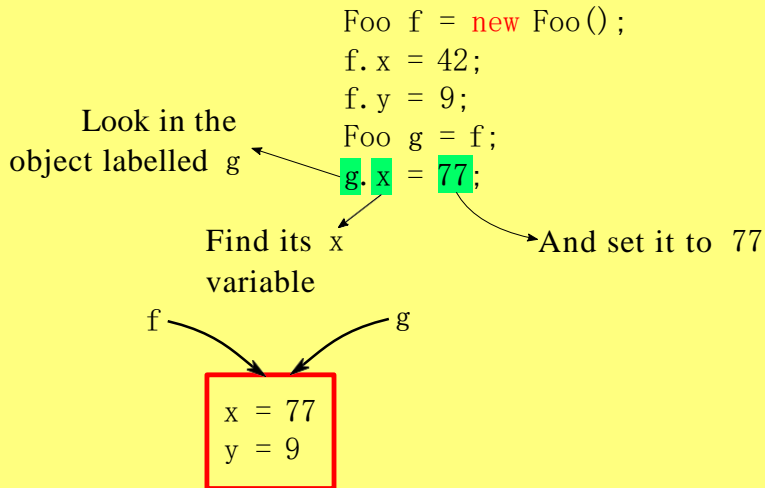 Foo f = new Foo();
f.x = 42;
f.y = 9;
Foo g = f;
g.x = 77;
Look in the
object labelled g
Find its x
variable
And set it to 77
f
g
x = 77
y = 9